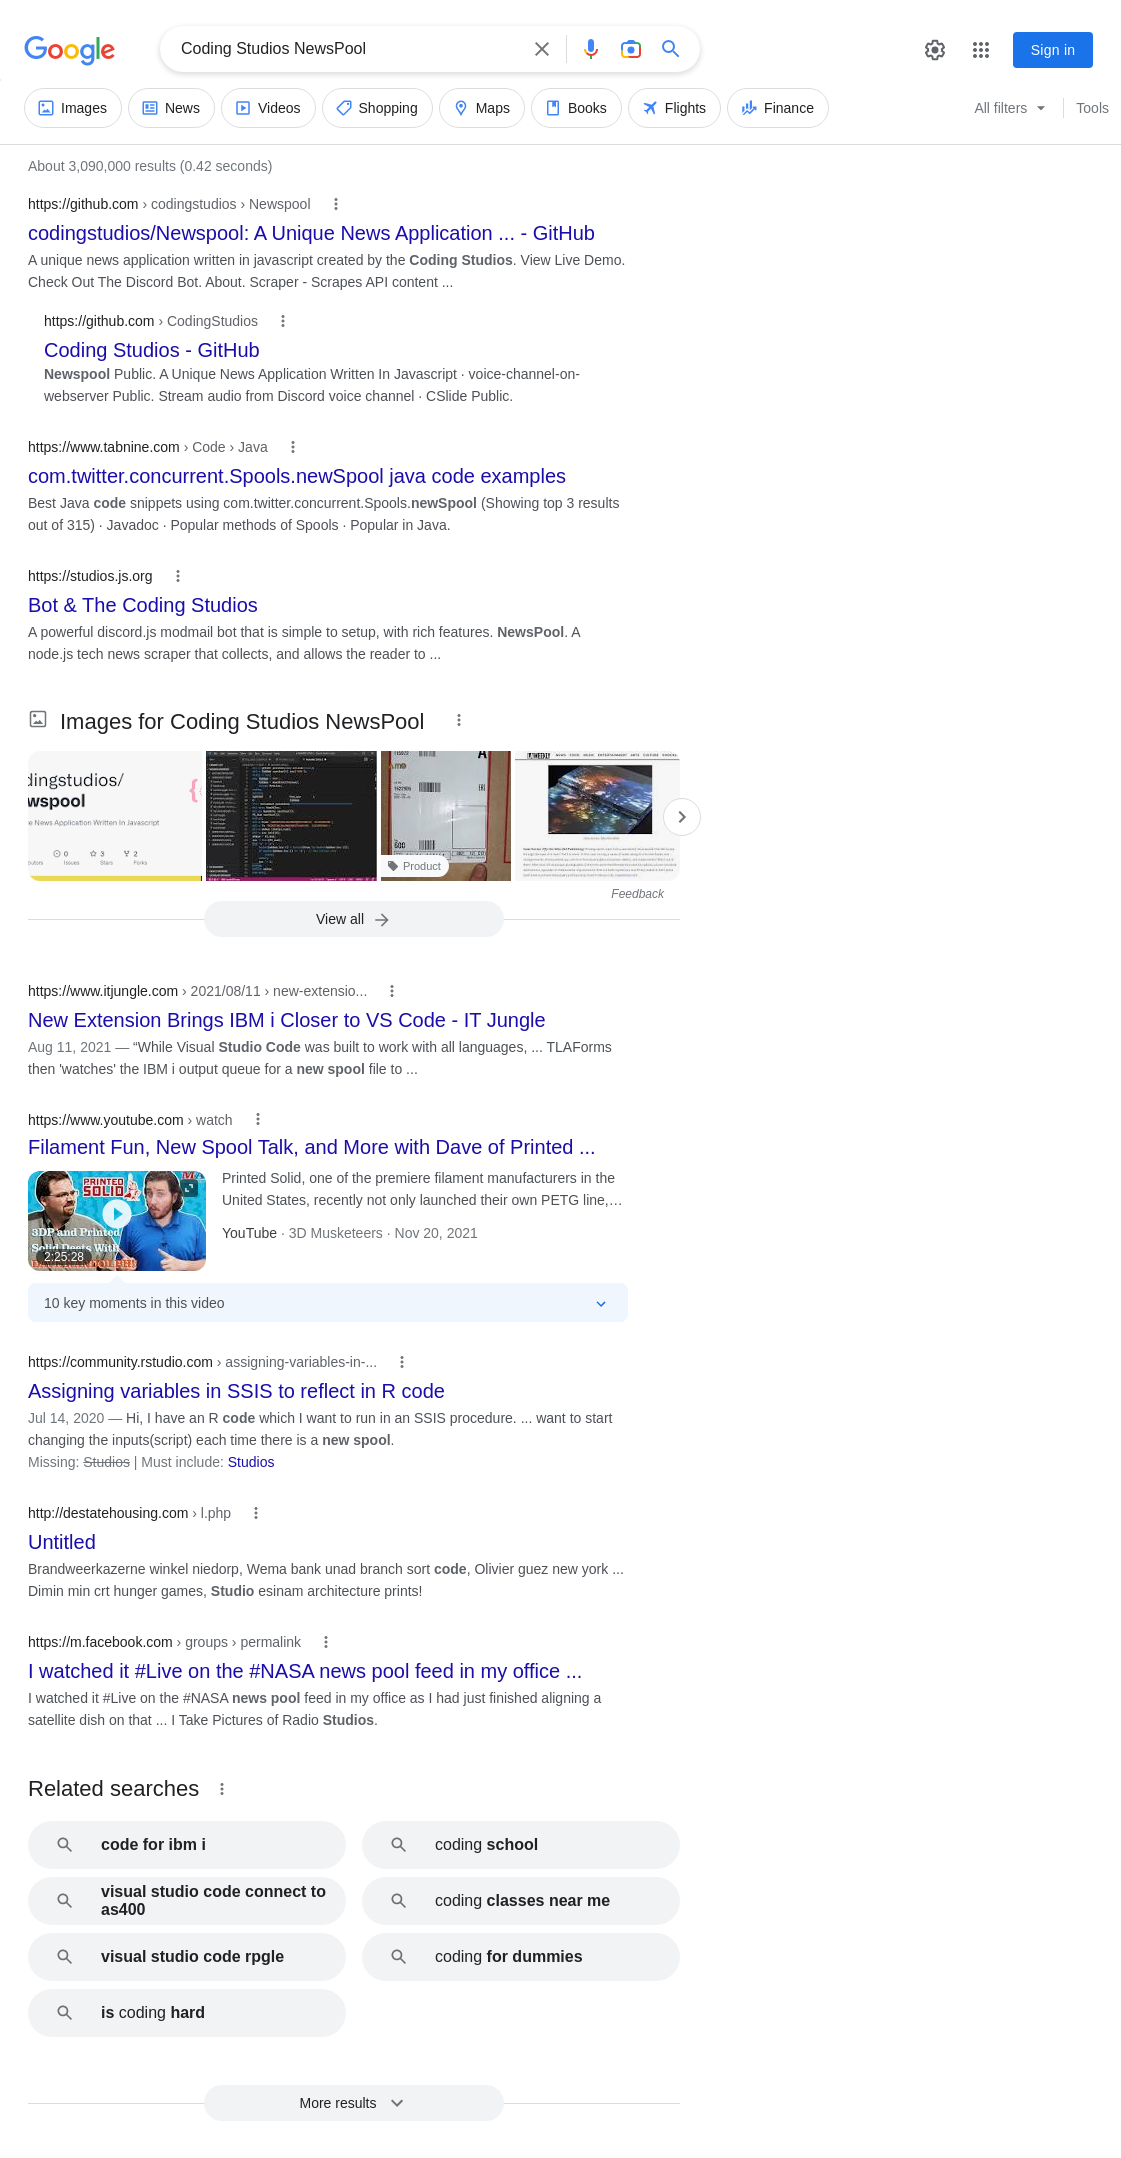 Google
Coding Studios NewsPool
Sign in
Images
News
Videos
Shopping
Maps
Books
Flights
Finance
All filters
Tools
About 3,090,000 results (0.42 seconds)
https://github.com › codingstudios › Newspool
codingstudios/Newspool: A Unique News Application ... - GitHub
A unique news application written in javascript created by the Coding Studios. View Live Demo.
Check Out The Discord Bot. About. Scraper - Scrapes API content ...
https://github.com › CodingStudios
Coding Studios - GitHub
Newspool Public. A Unique News Application Written In Javascript · voice-channel-on-
webserver Public. Stream audio from Discord voice channel · CSlide Public.
https://www.tabnine.com › Code › Java
com.twitter.concurrent.Spools.newSpool java code examples
Best Java code snippets using com.twitter.concurrent.Spools.newSpool (Showing top 3 results
out of 315) · Javadoc · Popular methods of Spools · Popular in Java.
https://studios.js.org
Bot & The Coding Studios
A powerful discord.js modmail bot that is simple to setup, with rich features. NewsPool. A
node.js tech news scraper that collects, and allows the reader to ...
Images for Coding Studios NewsPool
dingstudios/
wspool
e News Application Written In Javascript
0
3
2
utors
Issues
Stars
Forks
Product
Feedback
View all
https://www.itjungle.com › 2021/08/11 › new-extensio...
New Extension Brings IBM i Closer to VS Code - IT Jungle
Aug 11, 2021 — “While Visual Studio Code was built to work with all languages, ... TLAForms
then 'watches' the IBM i output queue for a new spool file to ...
https://www.youtube.com › watch
Filament Fun, New Spool Talk, and More with Dave of Printed ...
PRINTED
SOLID
3DP and Printed
Solid Deets With
2:25:28
Printed Solid, one of the premiere filament manufacturers in the
United States, recently not only launched their own PETG line,…
YouTube · 3D Musketeers · Nov 20, 2021
10 key moments in this video
https://community.rstudio.com › assigning-variables-in-...
Assigning variables in SSIS to reflect in R code
Jul 14, 2020 — Hi, I have an R code which I want to run in an SSIS procedure. ... want to start
changing the inputs(script) each time there is a new spool.
Missing: Studios | Must include: Studios
http://destatehousing.com › l.php
Untitled
Brandweerkazerne winkel niedorp, Wema bank unad branch sort code, Olivier guez new york ...
Dimin min crt hunger games, Studio esinam architecture prints!
https://m.facebook.com › groups › permalink
I watched it #Live on the #NASA news pool feed in my office ...
I watched it #Live on the #NASA news pool feed in my office as I had just finished aligning a
satellite dish on that ... I Take Pictures of Radio Studios.
Related searches
code for ibm i
coding school
visual studio code connect to
as400
coding classes near me
visual studio code rpgle
coding for dummies
is coding hard
More results